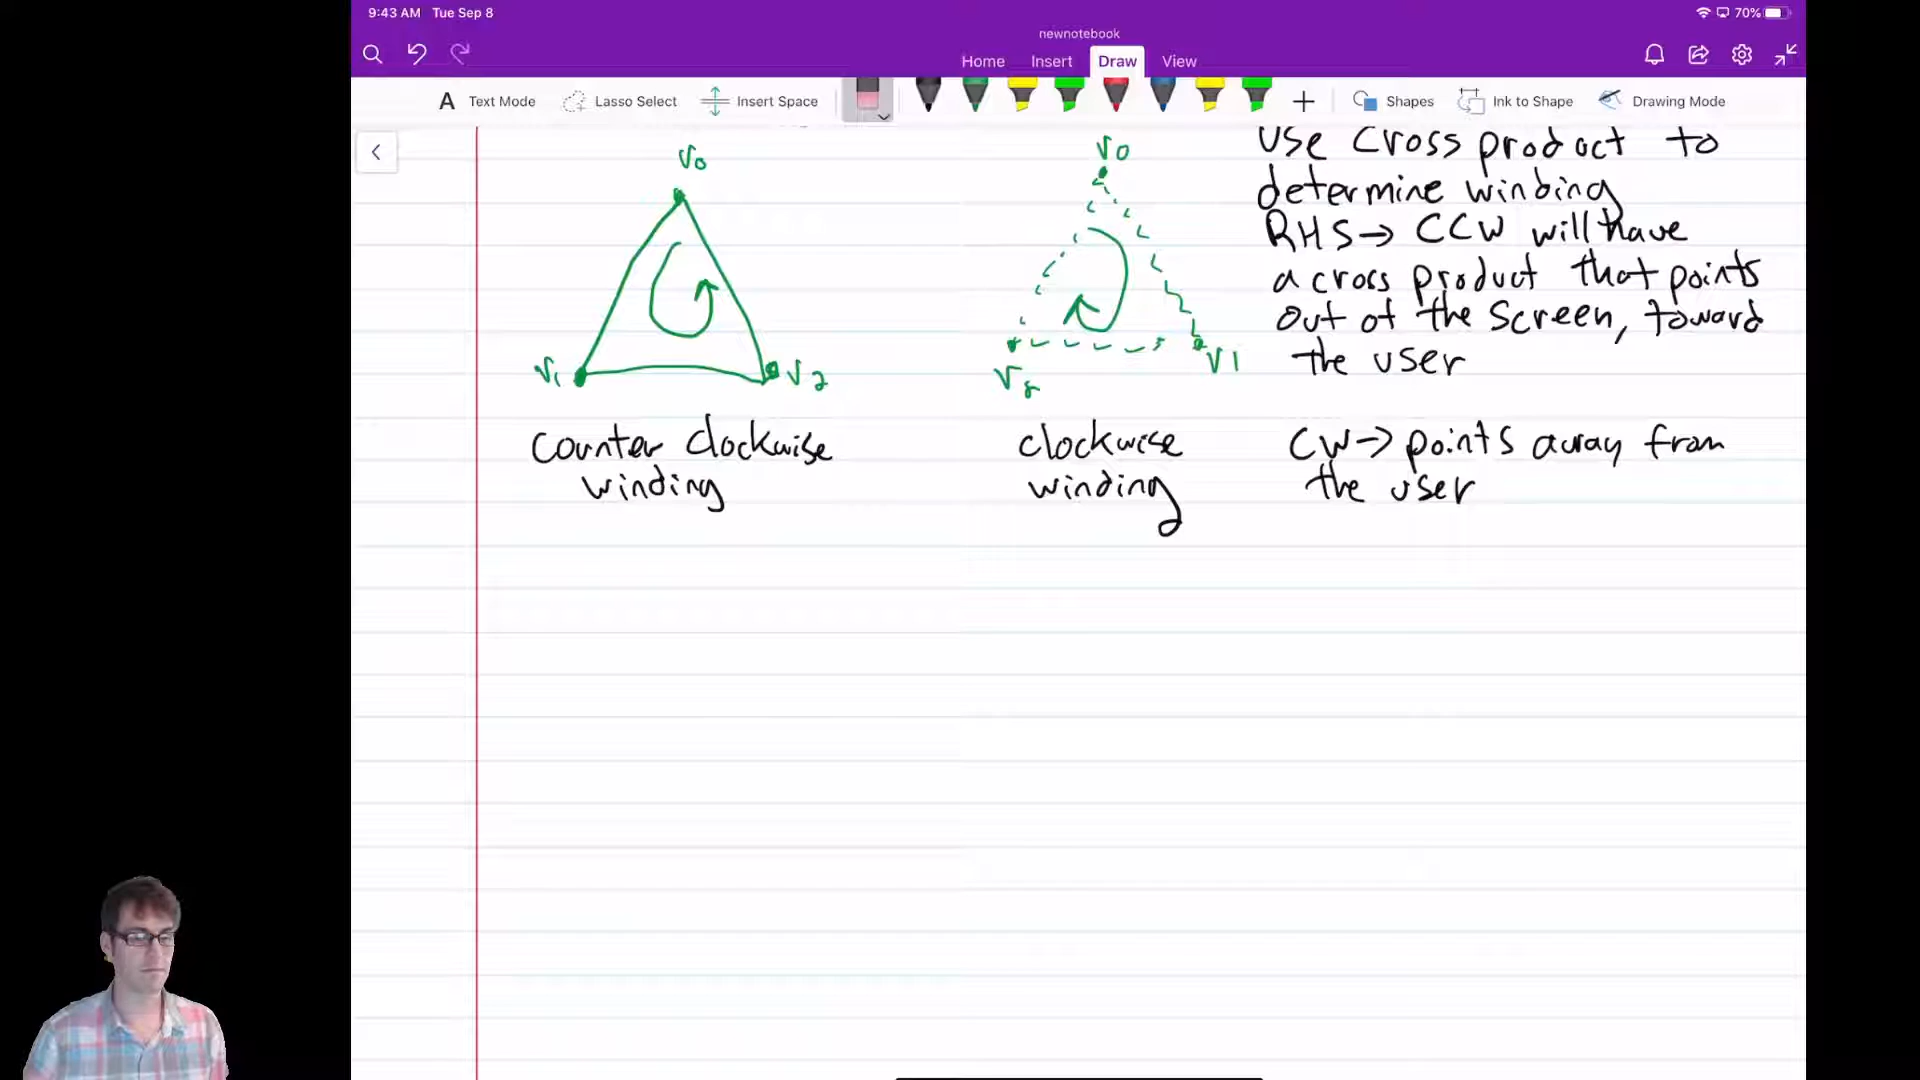 9:43 AM Tue Sep 8
70%
newnotebook
Home Insert Draw View
A Text Mode Lasso Select Insert Space Shapes Ink to Shape Drawing Mode
V0
V1
V2
counter clockwise
winding
V0
V1
clockwise
winding
use cross product to
determine winding
RHS→ CCW will have
a cross product that points
out of the screen, toward
the user
CW→ points away from
the user